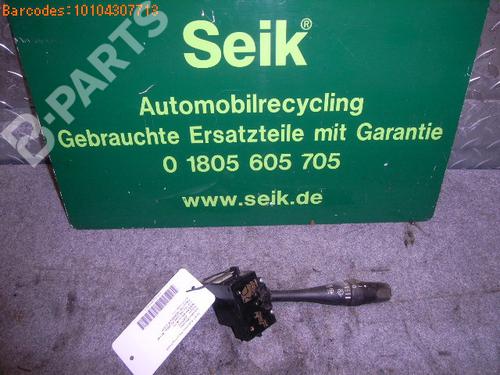 Barcodes:10104307713
B-PARTS
Seik®
Automobilrecycling
Gebrauchte Ersatzteile mit Garantie
0 1805 605 705
www.seik.de